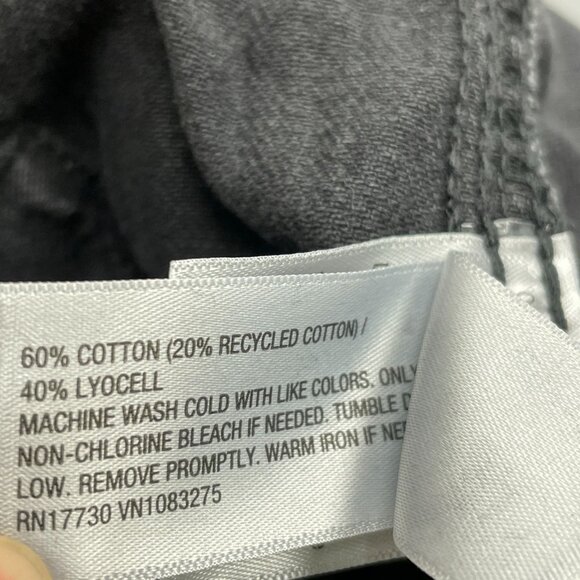 60% COTTON (20% RECYCLED COTTON) /
40% LYOCELL
MACHINE WASH COLD WITH LIKE COLORS. ONLY
NON-CHLORINE BLEACH IF NEEDED. TUMBLE D
LOW. REMOVE PROMPTLY. WARM IRON IF NEE
RN17730 VN1083275